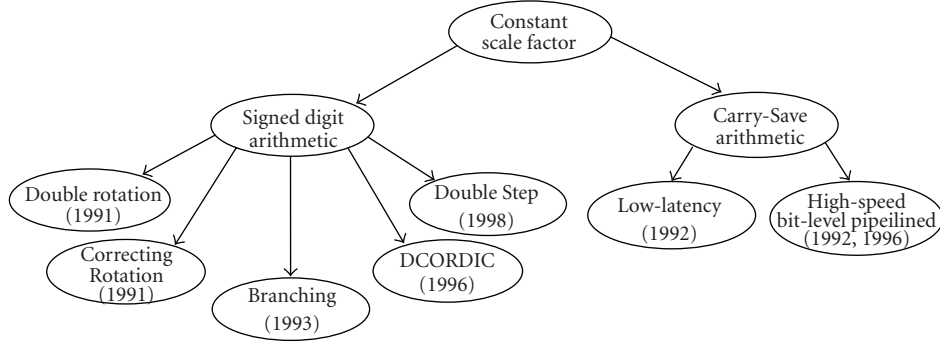 Constant
scale factor
Signed digit
arithmetic
Carry-Save
arithmetic
Double rotation
(1991)
Correcting
Rotation
(1991)
Branching
(1993)
DCORDIC
(1996)
Double Step
(1998)
Low-latency
(1992)
High-speed
bit-level pipeilined
(1992, 1996)